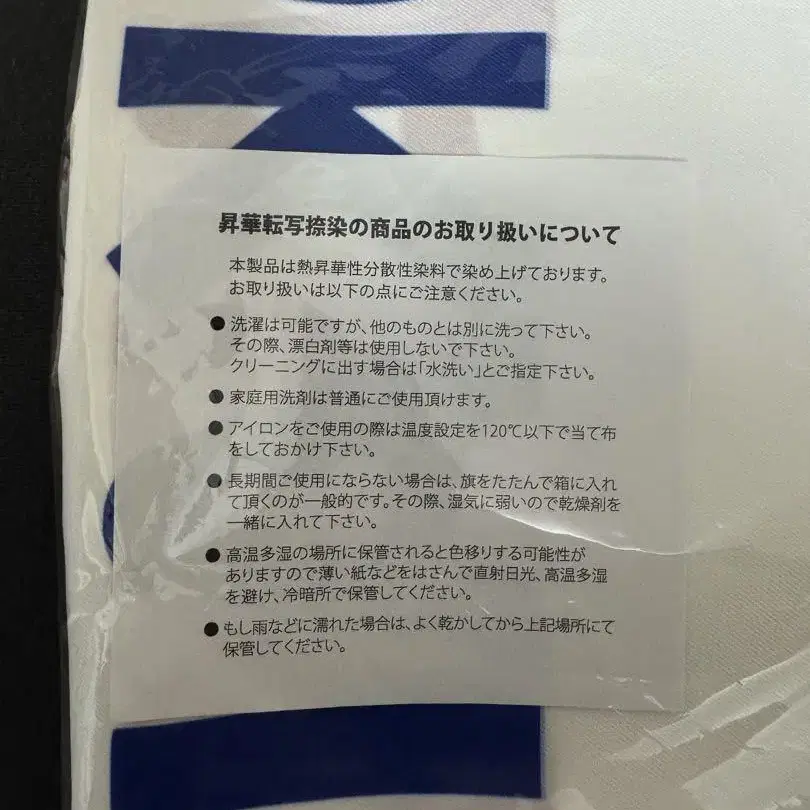 昇華転写捺染の商品のお取り扱いについて
本製品は熱昇華性分散性染料で染め上げております。
お取り扱いは以下の点にご注意ください。
●洗濯は可能ですが、他のものとは別に洗って下さい。
その際、漂白剤等は使用しないで下さい。
クリーニングに出す場合は「水洗い」とご指定下さい。
●家庭用洗剤は普通にご使用頂けます。
●アイロンをご使用の際は温度設定を120℃以下で当て布
をしておかけ下さい。
●長期間ご使用にならない場合は、旗をたたんで箱に入れ
て頂くのが一般的です。その際、湿気に弱いので乾燥剤を
一緒に入れて下さい。
●高温多湿の場所に保管されると色移りする可能性が
ありますので薄い紙などをはさんで直射日光、高温多湿
を避け、冷暗所で保管してください。
●もし雨などに濡れた場合は、よく乾かしてから上記場所にて
保管してください。